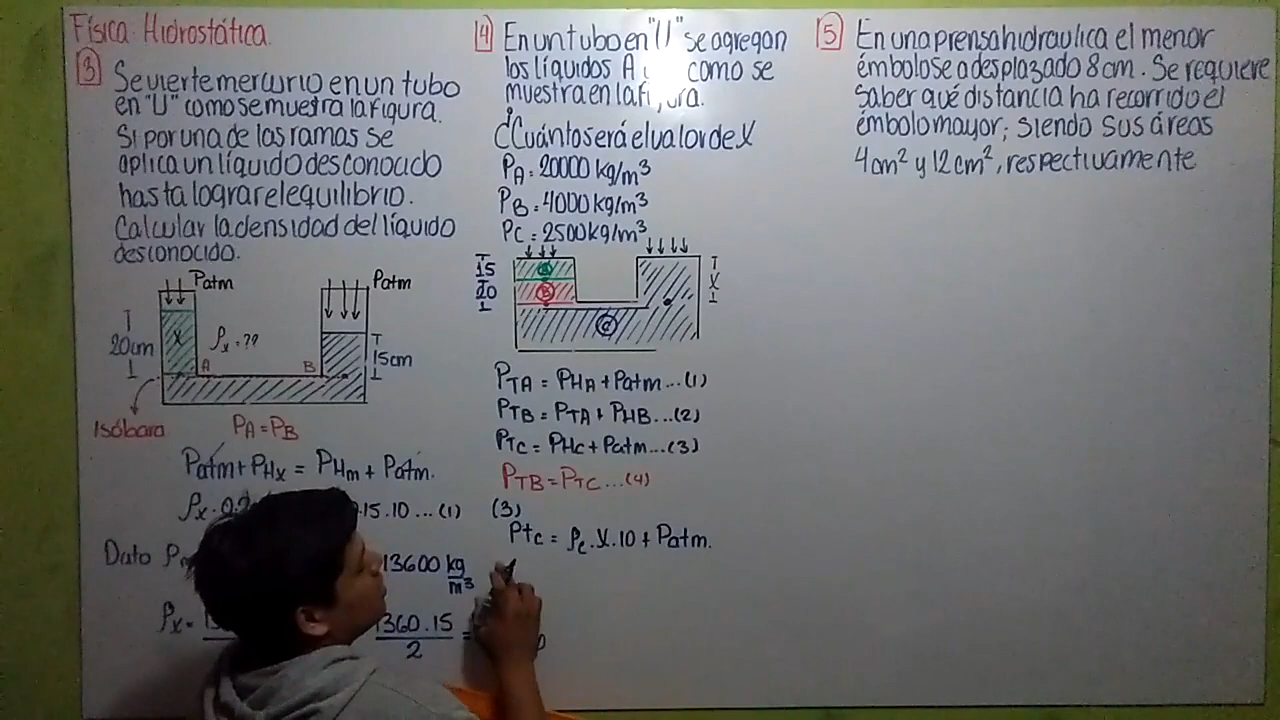 Física: Hidrostática.
3 Se vierte mercurio en un tubo
en "U" como se muestra la figura.
Si por una de las ramas se
aplica un líquido desconocido
hasta lograr el equilibrio.
Calcular la densidad del líquido
desconocido.
Patm
Patm
20cm
X
ρx = ??
A
B
15cm
Isóbara
PA = PB
Patm + PHx = PHm + Patm.
ρx . 0.2
15.10 ... (1)
Dato ρm
13600 kg/m³
ρx =
1360.15
2
=
4 En un tubo en "U" se agregan
los líquidos A como se
muestra en la figura.
¿Cuánto será el valor de X
ρA = 20000 kg/m³
ρB = 4000 kg/m³
ρC = 2500 kg/m³
15
20
A
B
C
X
PTA = PHA + Patm ... (1)
PTB = PTA + PHB ... (2)
PTC = PHC + Patm ... (3)
PTB = PTC ... (4)
(3)
PtC = ρC . X . 10 + Patm.
5 En una prensa hidraulica el menor
émbolo se a desplazado 8 cm. Se requiere
saber qué distancia ha recorrido el
émbolo mayor; siendo sus áreas
4 cm² y 12 cm², respectivamente